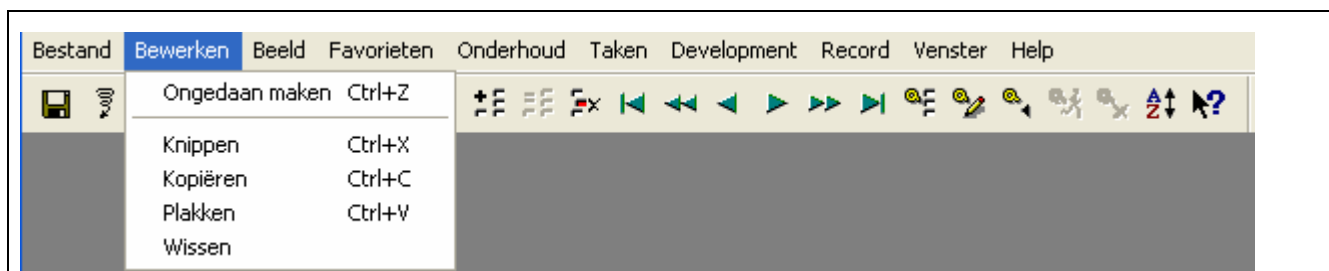 Bestand Bewerken Beeld Favorieten Onderhoud Taken Development Record Venster Help
Ongedaan maken Ctrl+Z
Knippen Ctrl+X
Kopiëren Ctrl+C
Plakken Ctrl+V
Wissen